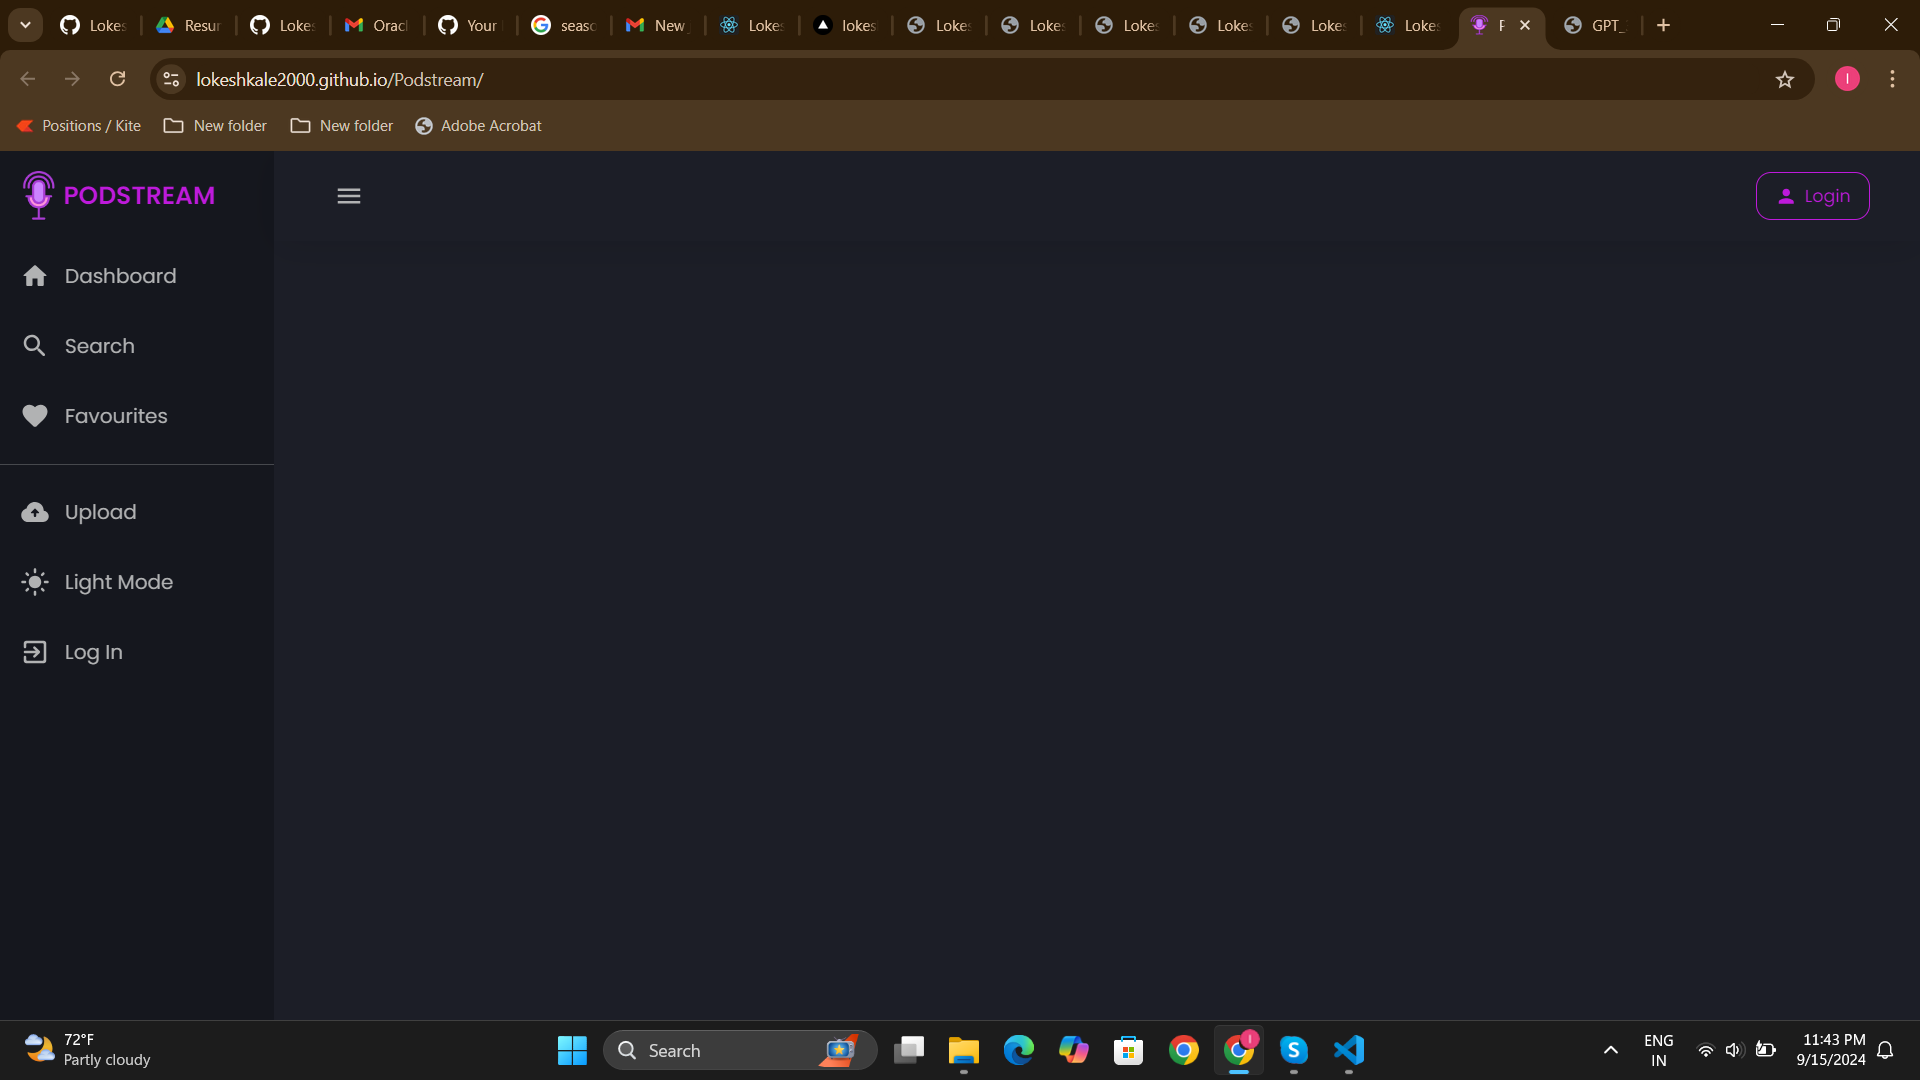 Lokes
Resur
Lokes
Orac
Your
seaso
New
Lokes
lokes
Lokes
Lokes
Lokes
Lokes
Lokes
Lokes
P
GPT_
lokeshkale2000.github.io/Podstream/
Positions / Kite
New folder
New folder
Adobe Acrobat
PODSTREAM
Login
Dashboard
Search
Favourites
Upload
Light Mode
Log In
72°F
Partly cloudy
Search
ENG
IN
11:43 PM
9/15/2024